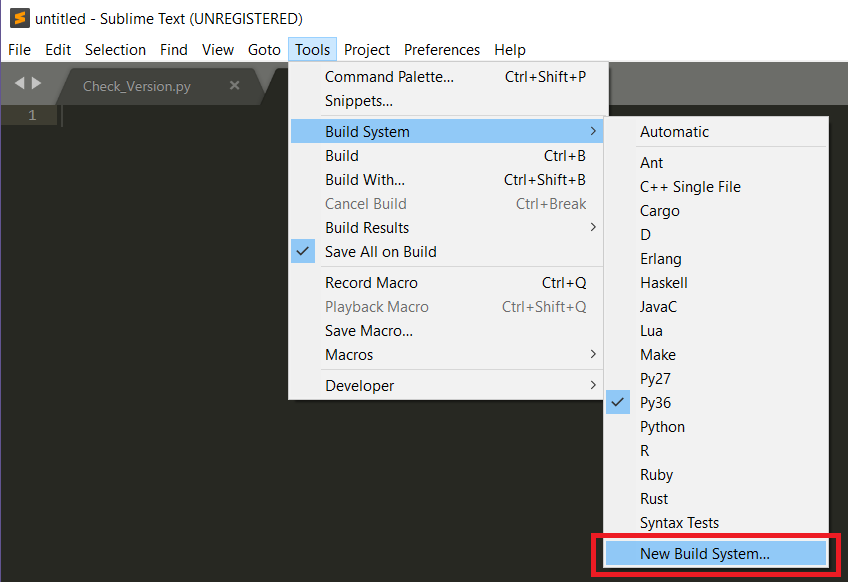 untitled - Sublime Text (UNREGISTERED)
File Edit Selection Find View Goto Tools Project Preferences Help
Check_Version.py
1
Command Palette... Ctrl+Shift+P
Snippets...
Build System
Build Ctrl+B
Build With... Ctrl+Shift+B
Cancel Build Ctrl+Break
Build Results
Save All on Build
Record Macro Ctrl+Q
Playback Macro Ctrl+Shift+Q
Save Macro...
Macros
Developer
Automatic
Ant
C++ Single File
Cargo
D
Erlang
Haskell
JavaC
Lua
Make
Py27
Py36
Python
R
Ruby
Rust
Syntax Tests
New Build System...